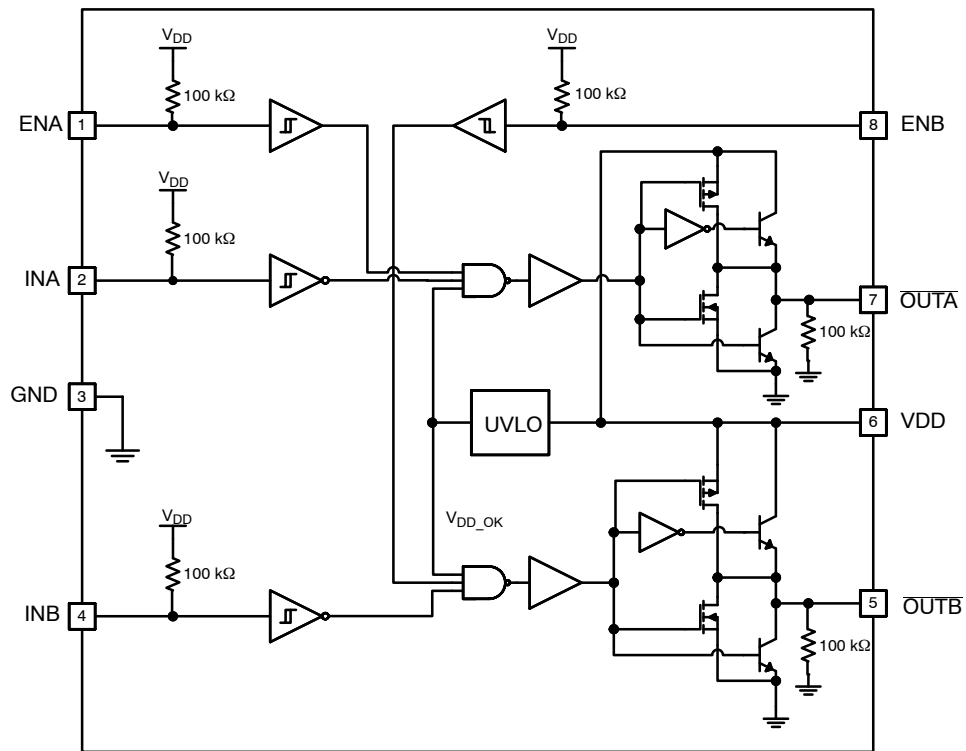 VDD
VDD
100 kΩ
100 kΩ
ENA
1
8
ENB
VDD
100 kΩ
INA
2
7
OUTA
100 kΩ
GND
3
UVLO
6
VDD
VDD
VDD_OK
100 kΩ
INB
4
5
OUTB
100 kΩ